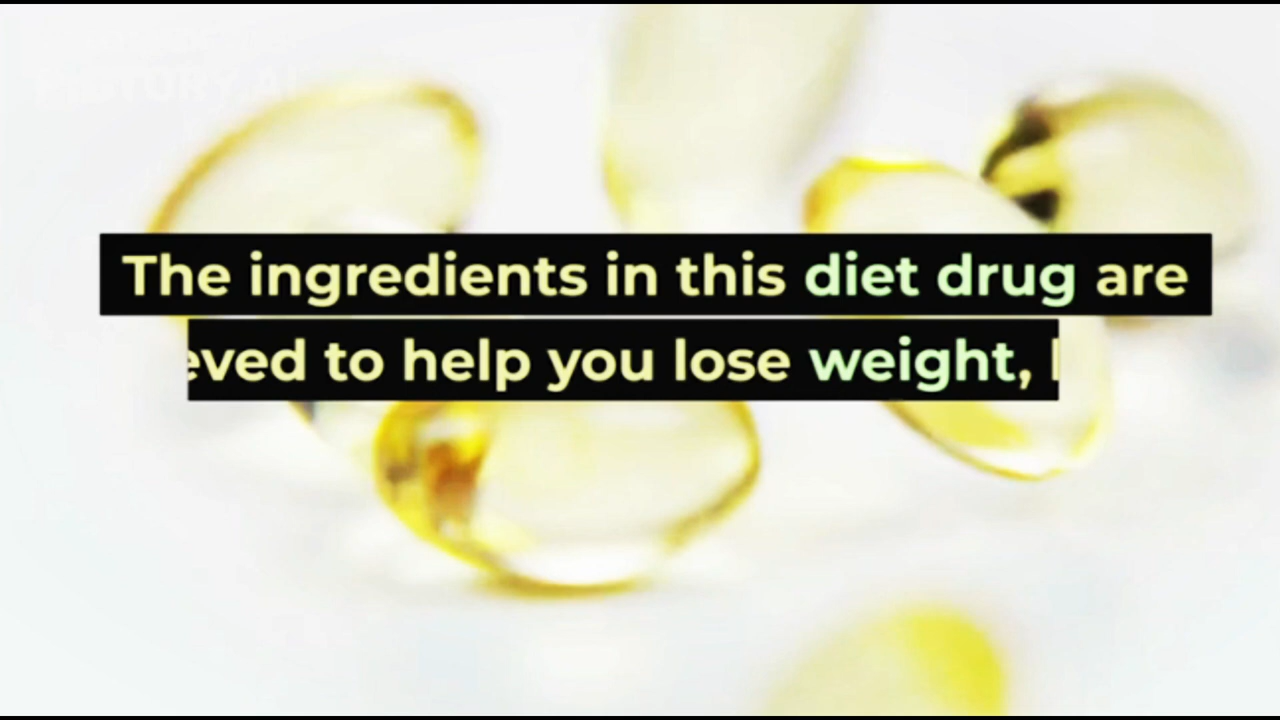 The ingredients in this diet drug are
eved to help you lose weight,